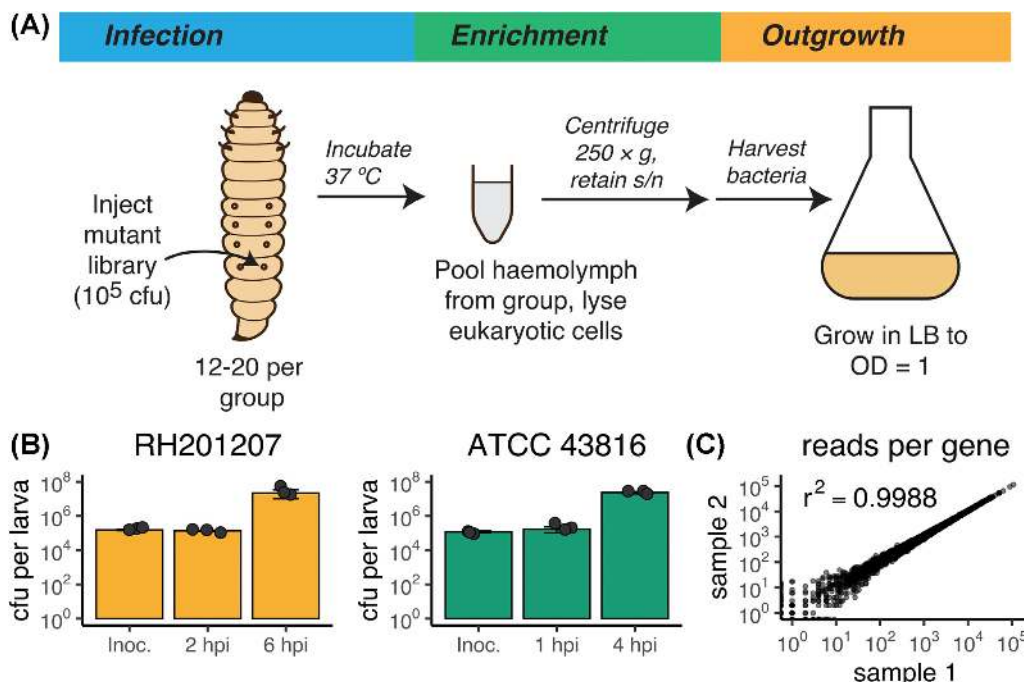 (A)
Infection
Enrichment
Outgrowth
Inject
mutant
library
(10⁵ cfu)
12-20 per
group
Incubate
37 ºC
Pool haemolymph
from group, lyse
eukaryotic cells
Centrifuge
250 × g,
retain s/n
Harvest
bacteria
Grow in LB to
OD = 1
(B)
RH201207
cfu per larva
10⁸
10⁶
10⁴
10²
10⁰
Inoc.
2 hpi
6 hpi
ATCC 43816
cfu per larva
10⁸
10⁶
10⁴
10²
10⁰
Inoc.
1 hpi
4 hpi
(C)
reads per gene
r² = 0.9988
sample 2
10⁵
10⁴
10³
10²
10¹
10⁰
10⁰
10¹
10²
10³
10⁴
10⁵
sample 1